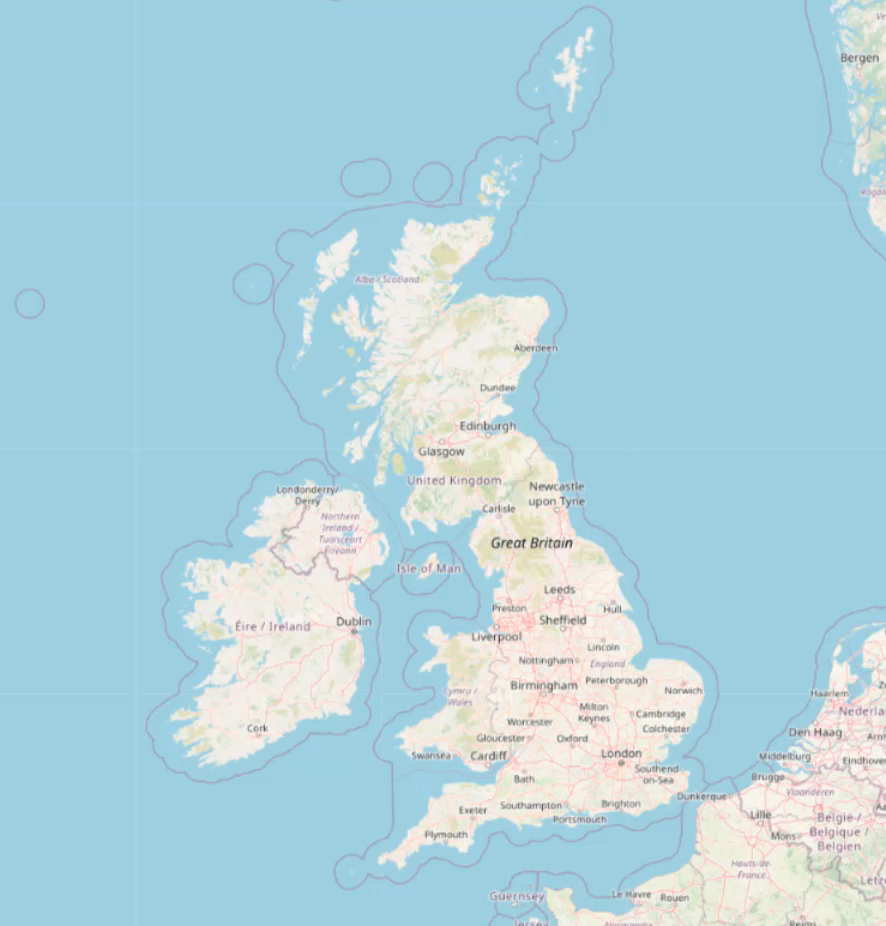 Bergen
Alba / Scotland
Aberdeen
Dundee
Edinburgh
Glasgow
United Kingdom
Newcastle
upon Tyne
Londonderry/
Derry
Carlisle
Northern
Ireland /
Tuaisceart
Éireann
Great Britain
Isle of Man
Leeds
Preston
Hull
Éire / Ireland
Dublin
Sheffield
Liverpool
Lincoln
Nottingham
England
Peterborough
Birmingham
Norwich
Cymru /
Wales
Haarlem
Milton
Keynes
Cambridge
Worcester
Colchester
Cork
Den Haag
Gloucester
Oxford
Swansea
Cardiff
London
Middelburg
Eindhoven
Southend
-on-Sea
Bath
Brugge
Vlaanderen
Dunkerque
Exeter
Southampton
Brighton
Portsmouth
Lille
België /
Belgique /
Belgien
Plymouth
Mons
Hauts-de-
France
Guernsey
Le Havre
Rouen
Jersey
Reims